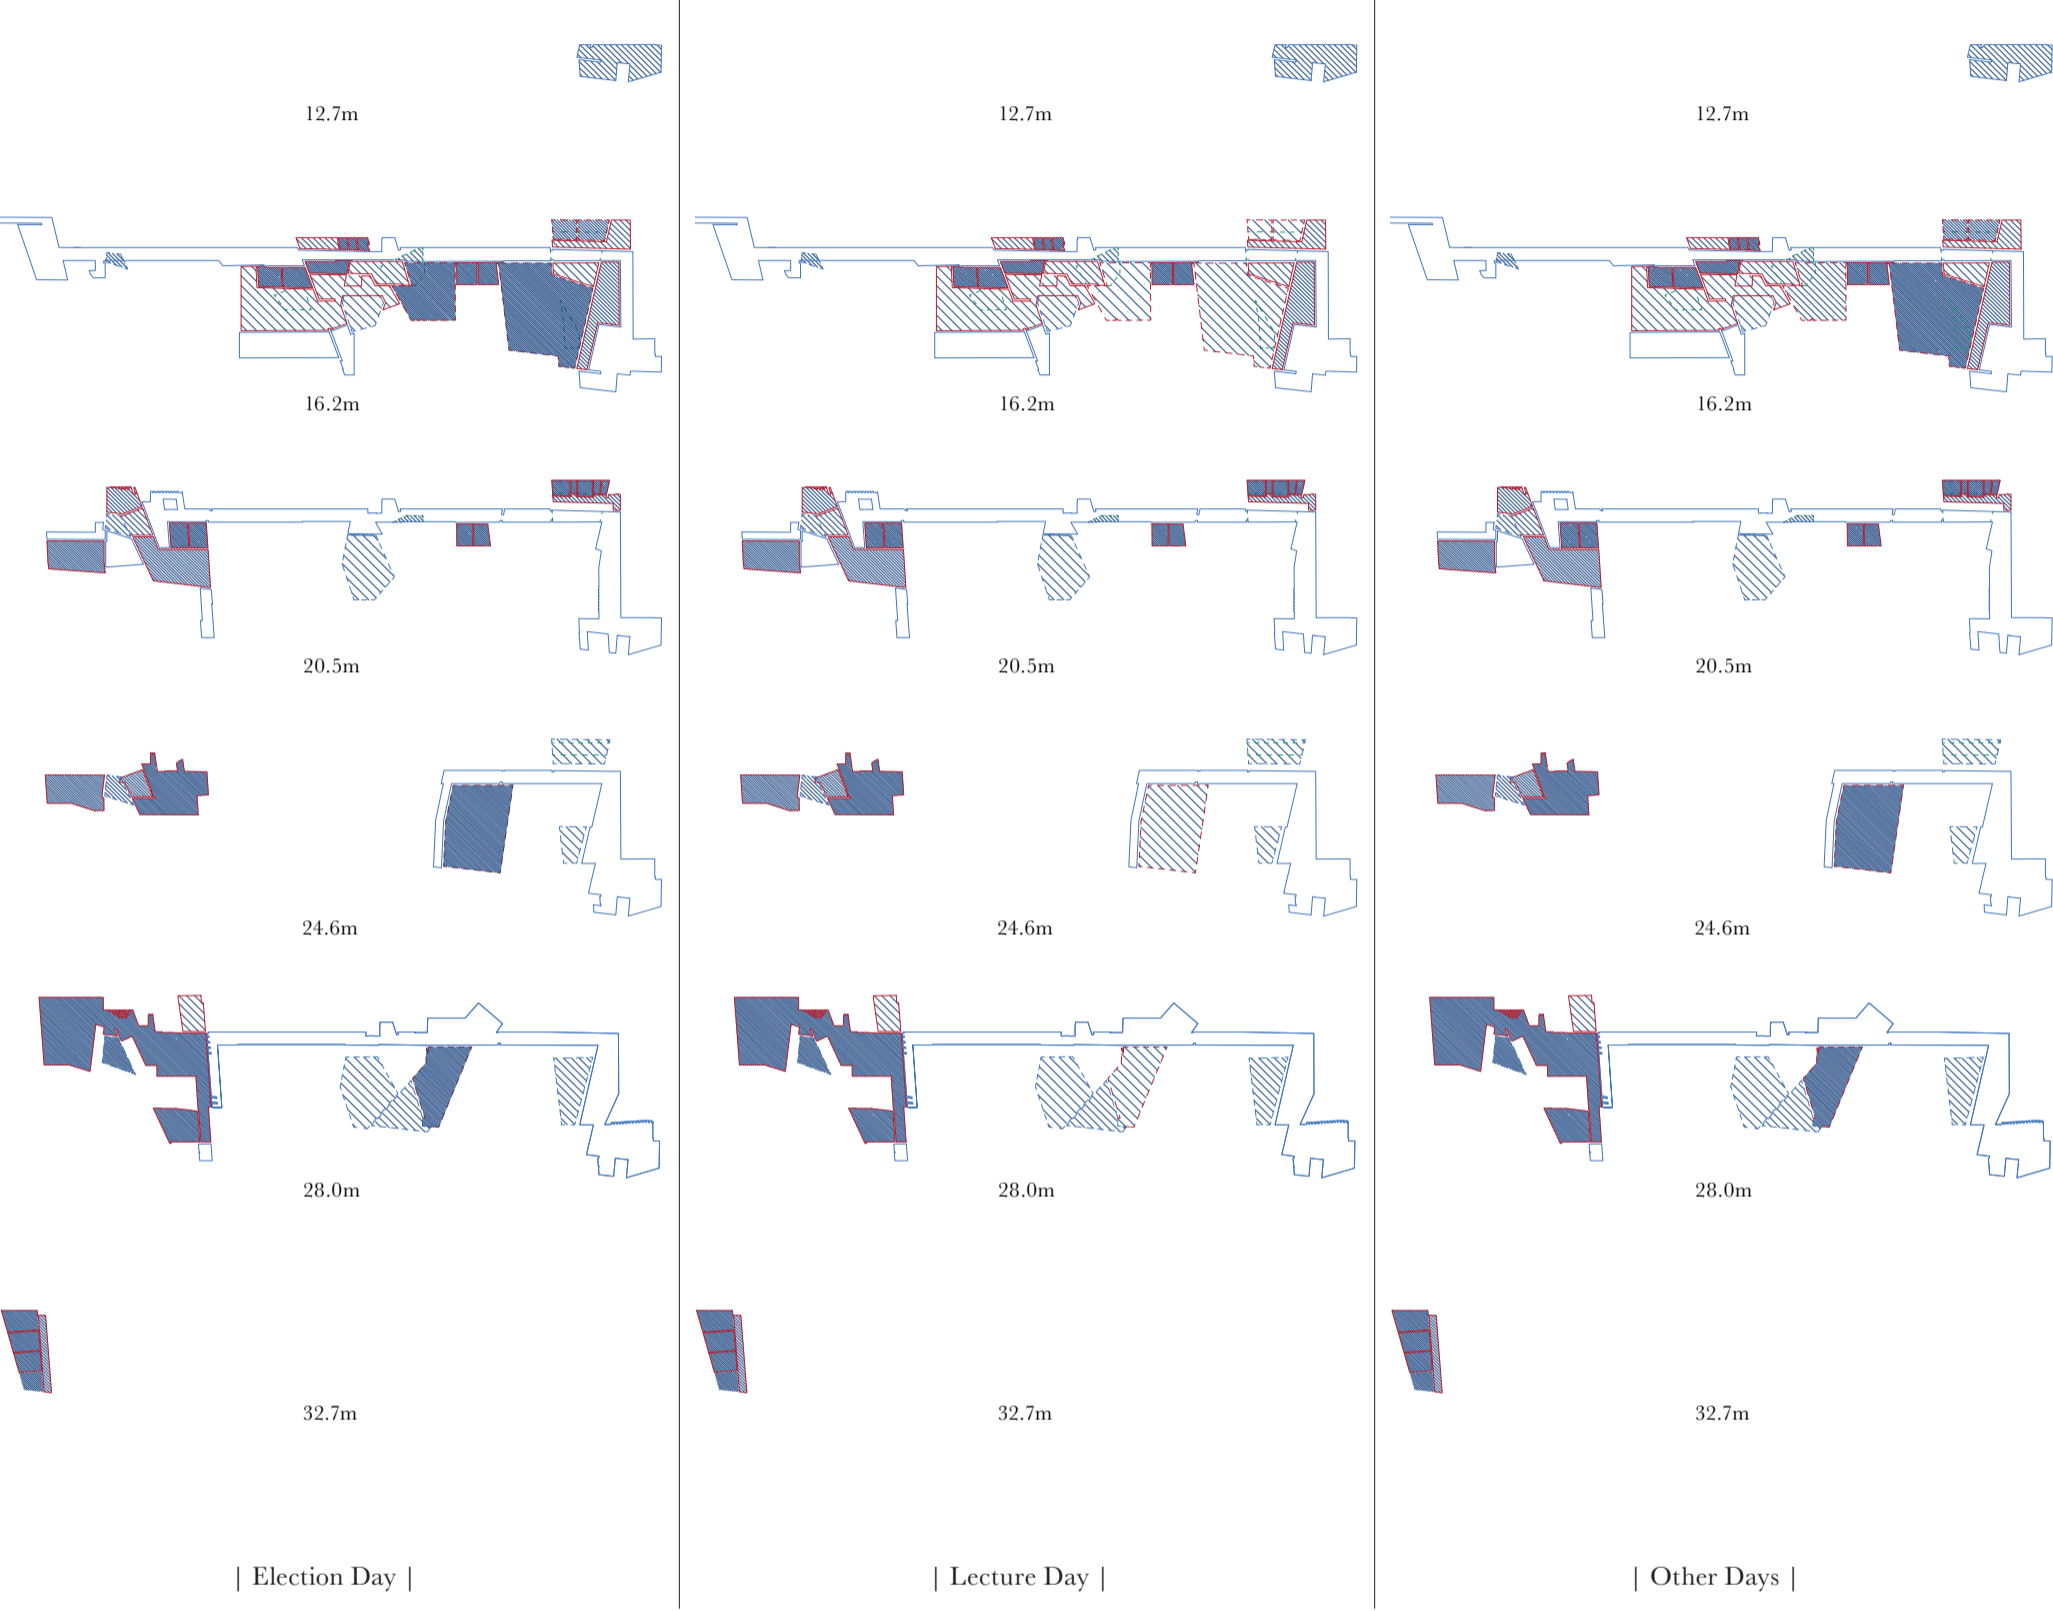 12.7m 12.7m 12.7m
16.2m 16.2m 16.2m
20.5m 20.5m 20.5m
24.6m 24.6m 24.6m
28.0m 28.0m 28.0m
32.7m 32.7m 32.7m
| Election Day | | Lecture Day | | Other Days |